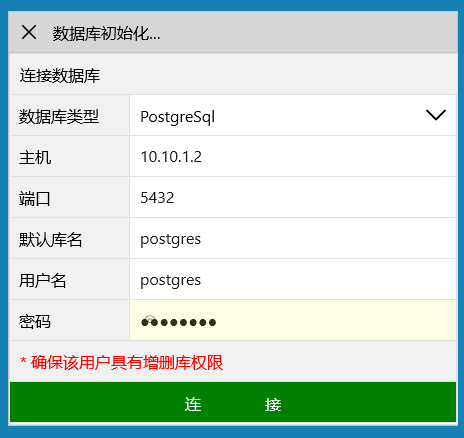 数据库初始化...
连接数据库
数据库类型 PostgreSql
主机 10.10.1.2
端口 5432
默认库名 postgres
用户名 postgres
密码 ●●●●●●●●
* 确保该用户具有增删库权限
连 接